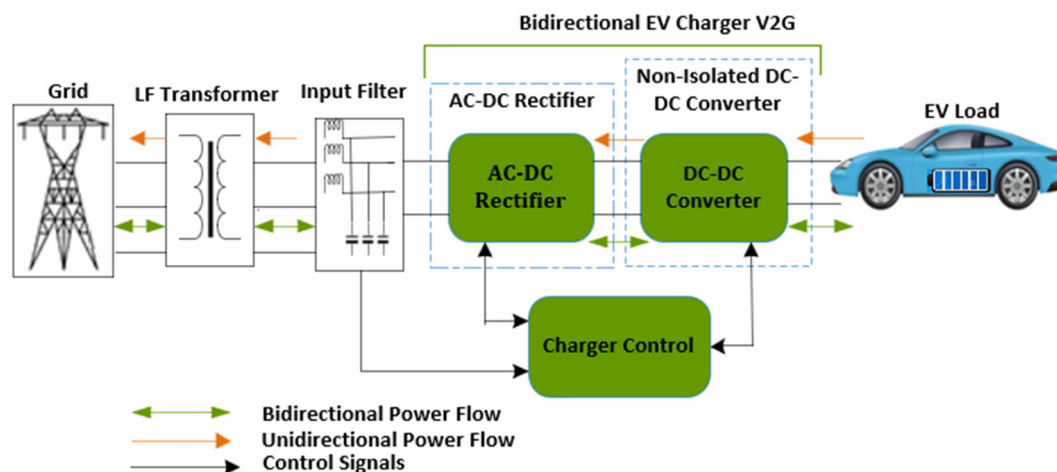 Bidirectional EV Charger V2G
Grid
LF Transformer
Input Filter
AC-DC Rectifier
Non-Isolated DC-
DC Converter
EV Load
AC-DC
Rectifier
DC-DC
Converter
Charger Control
Bidirectional Power Flow
Unidirectional Power Flow
Control Signals